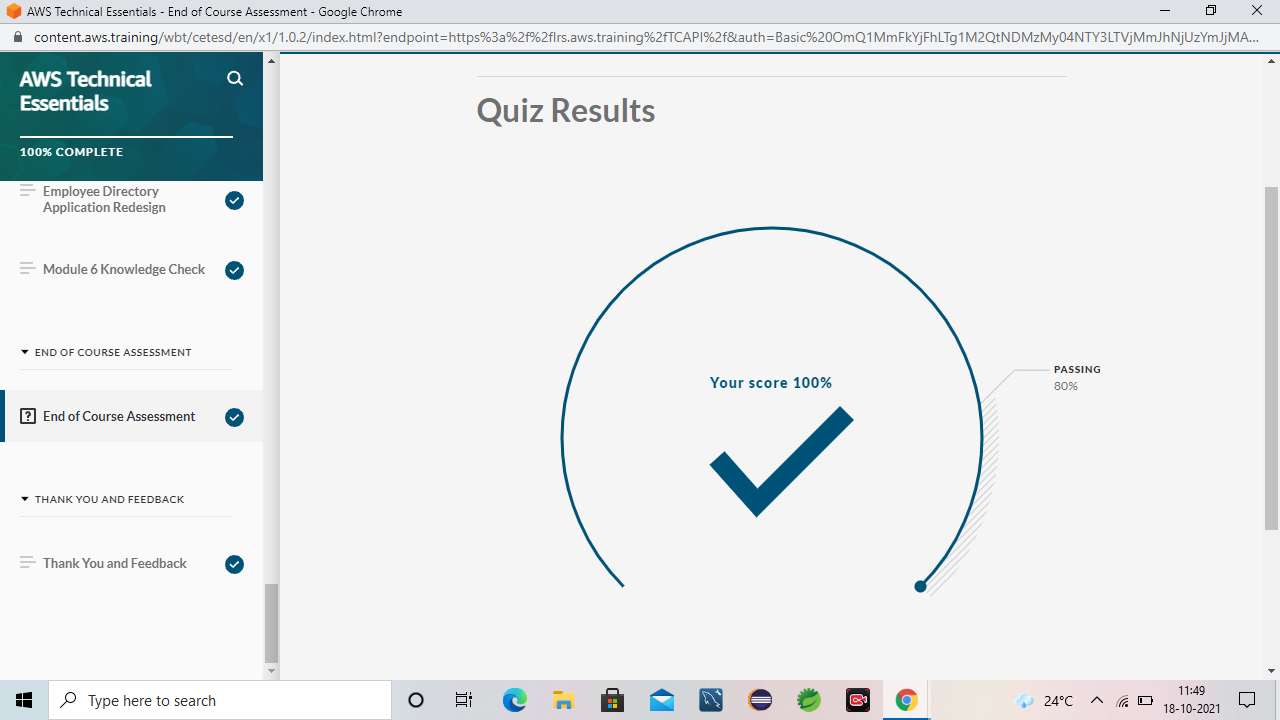 AWS Technical Essentials - End of Course Assessment - Google Chrome
content.aws.training/wbt/cetesd/en/x1/1.0.2/index.html?endpoint=https%3a%2f%2flrs.aws.training%2fTCAPI%2f&auth=Basic%20OmQ1MmFkYjFhLTg1M2QtNDMzMy04NTY3LTVjMmJhNjUzYmJjMA...
AWS Technical
Essentials
100% COMPLETE
Employee Directory
Application Redesign
Module 6 Knowledge Check
END OF COURSE ASSESSMENT
End of Course Assessment
THANK YOU AND FEEDBACK
Thank You and Feedback
Quiz Results
Your score 100%
PASSING
80%
Type here to search
24°C
11:49
18-10-2021